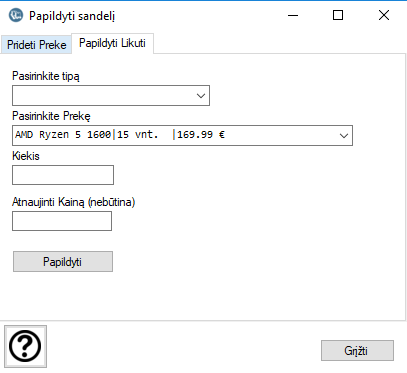 Papildyti sandelį
Prideti Preke
Papildyti Likuti
Pasirinkite tipą
Pasirinkite Prekę
AMD Ryzen 5 1600|15 vnt. |169.99 €
Kiekis
Atnaujinti Kainą (nebūtina)
Papildyti
Grįžti